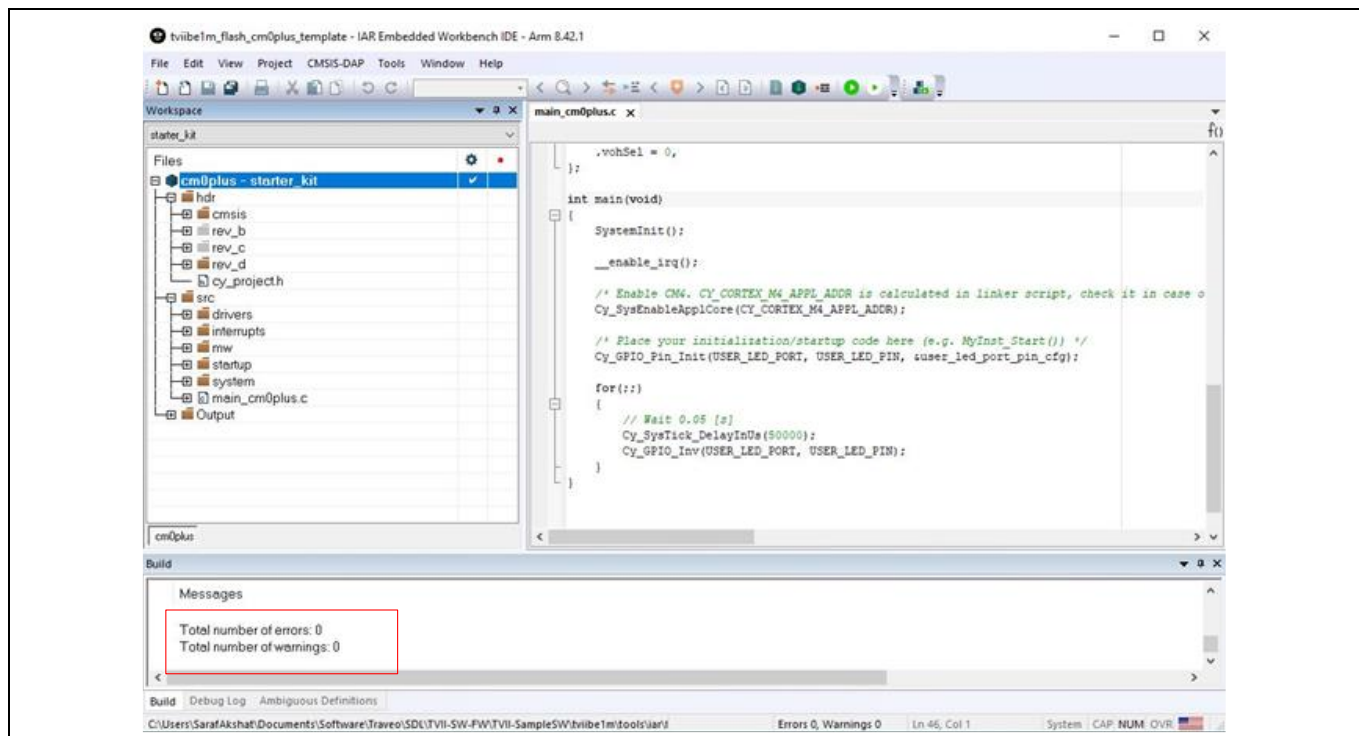 tviibe1m_flash_cm0plus_template - IAR Embedded Workbench IDE - Arm 8.42.1
File Edit View Project CMSIS-DAP Tools Window Help
Workspace
main_cm0plus.c x
starter_kit
f()
Files
cm0plus - starter_kit
hdr
cmsis
rev_b
rev_c
rev_d
cy_project.h
src
drivers
interrupts
mw
startup
system
main_cm0plus.c
Output
cm0plus
.vohSel = 0,
};
int main(void)
{
SystemInit();
__enable_irq();
/* Enable CM4. CY_CORTEX_M4_APPL_ADDR is calculated in linker script, check it in case o
Cy_SysEnableApplCore(CY_CORTEX_M4_APPL_ADDR);
/* Place your initialization/startup code here (e.g. MyInst_Start()) */
Cy_GPIO_Pin_Init(USER_LED_PORT, USER_LED_PIN, &user_led_port_pin_cfg);
for(;;)
{
// Wait 0.05 [s]
Cy_SysTick_DelayInUs(50000);
Cy_GPIO_Inv(USER_LED_PORT, USER_LED_PIN);
}
}
Build
Messages
Total number of errors: 0
Total number of warnings: 0
Build Debug Log Ambiguous Definitions
C:\Users\SarafAkshat\Documents\Software\Traveo\SDL\TVII-SW-FW\TVII-SampleSW\tviibe1m\tools\iar\ Errors 0, Warnings 0 Ln 46, Col 1 System CAP NUM OVR